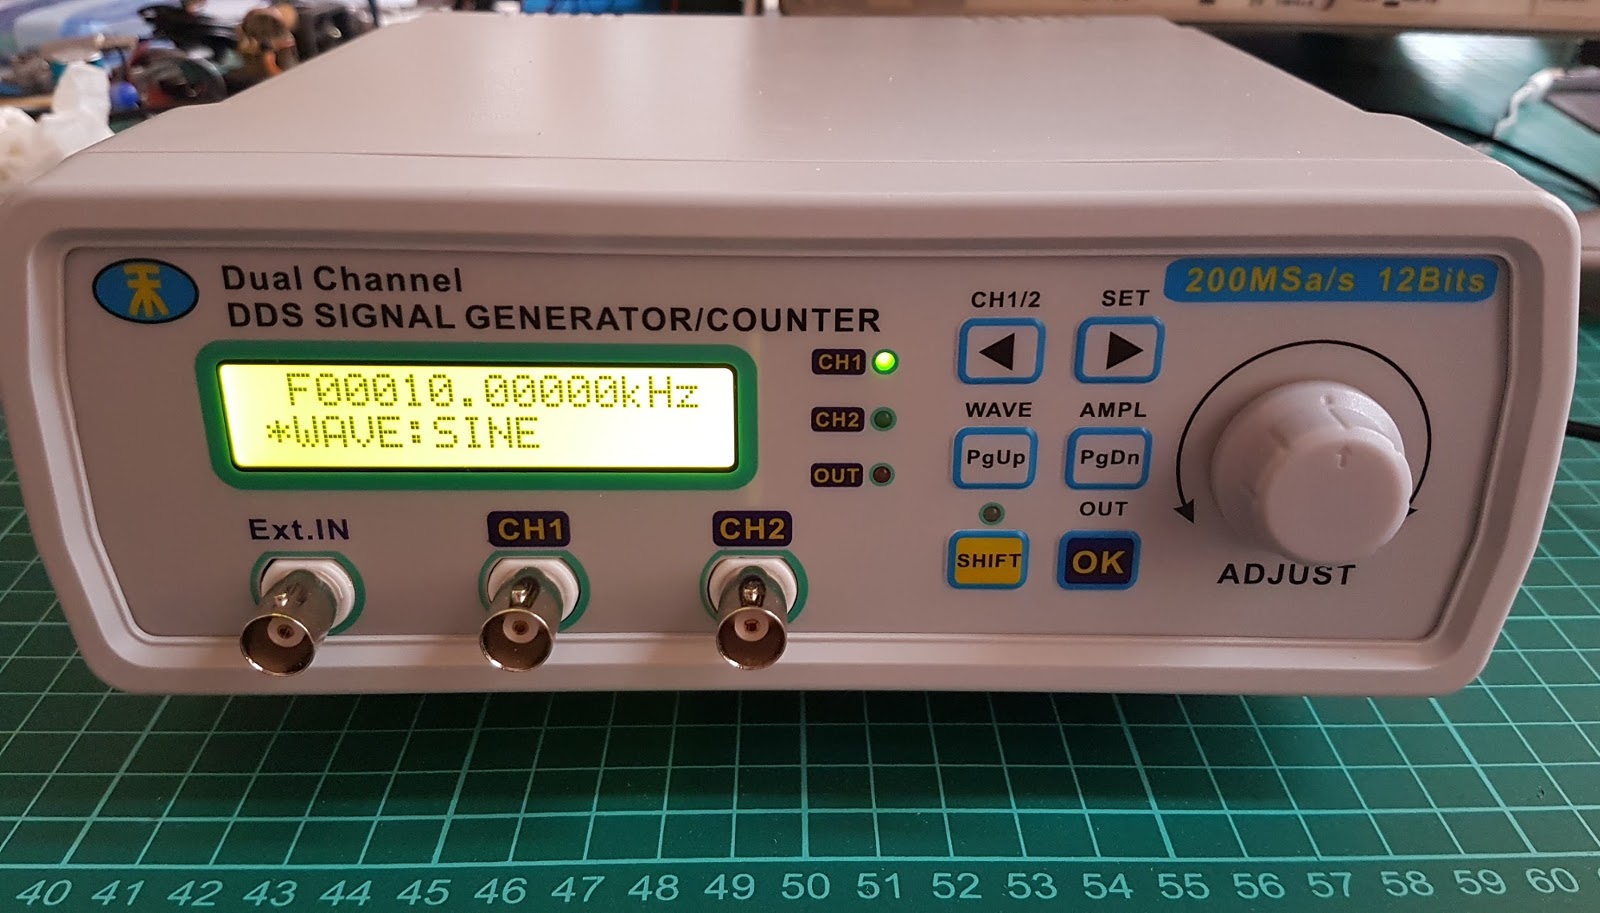 Dual Channel
DDS SIGNAL GENERATOR/COUNTER
200MSa/s 12Bits
F00010.00000kHz
*WAVE:SINE
CH1
CH2
OUT
CH1/2
SET
WAVE
AMPL
PgUp
PgDn
OUT
SHIFT
OK
ADJUST
Ext.IN
CH1
CH2
40 41 42 43 44 45 46 47 48 49 50 51 52 53 54 55 56 57 58 59 60